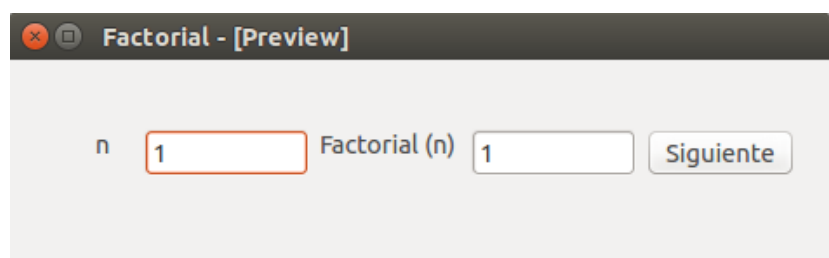 Factorial - [Preview]
n 1 Factorial (n) 1 Siguiente